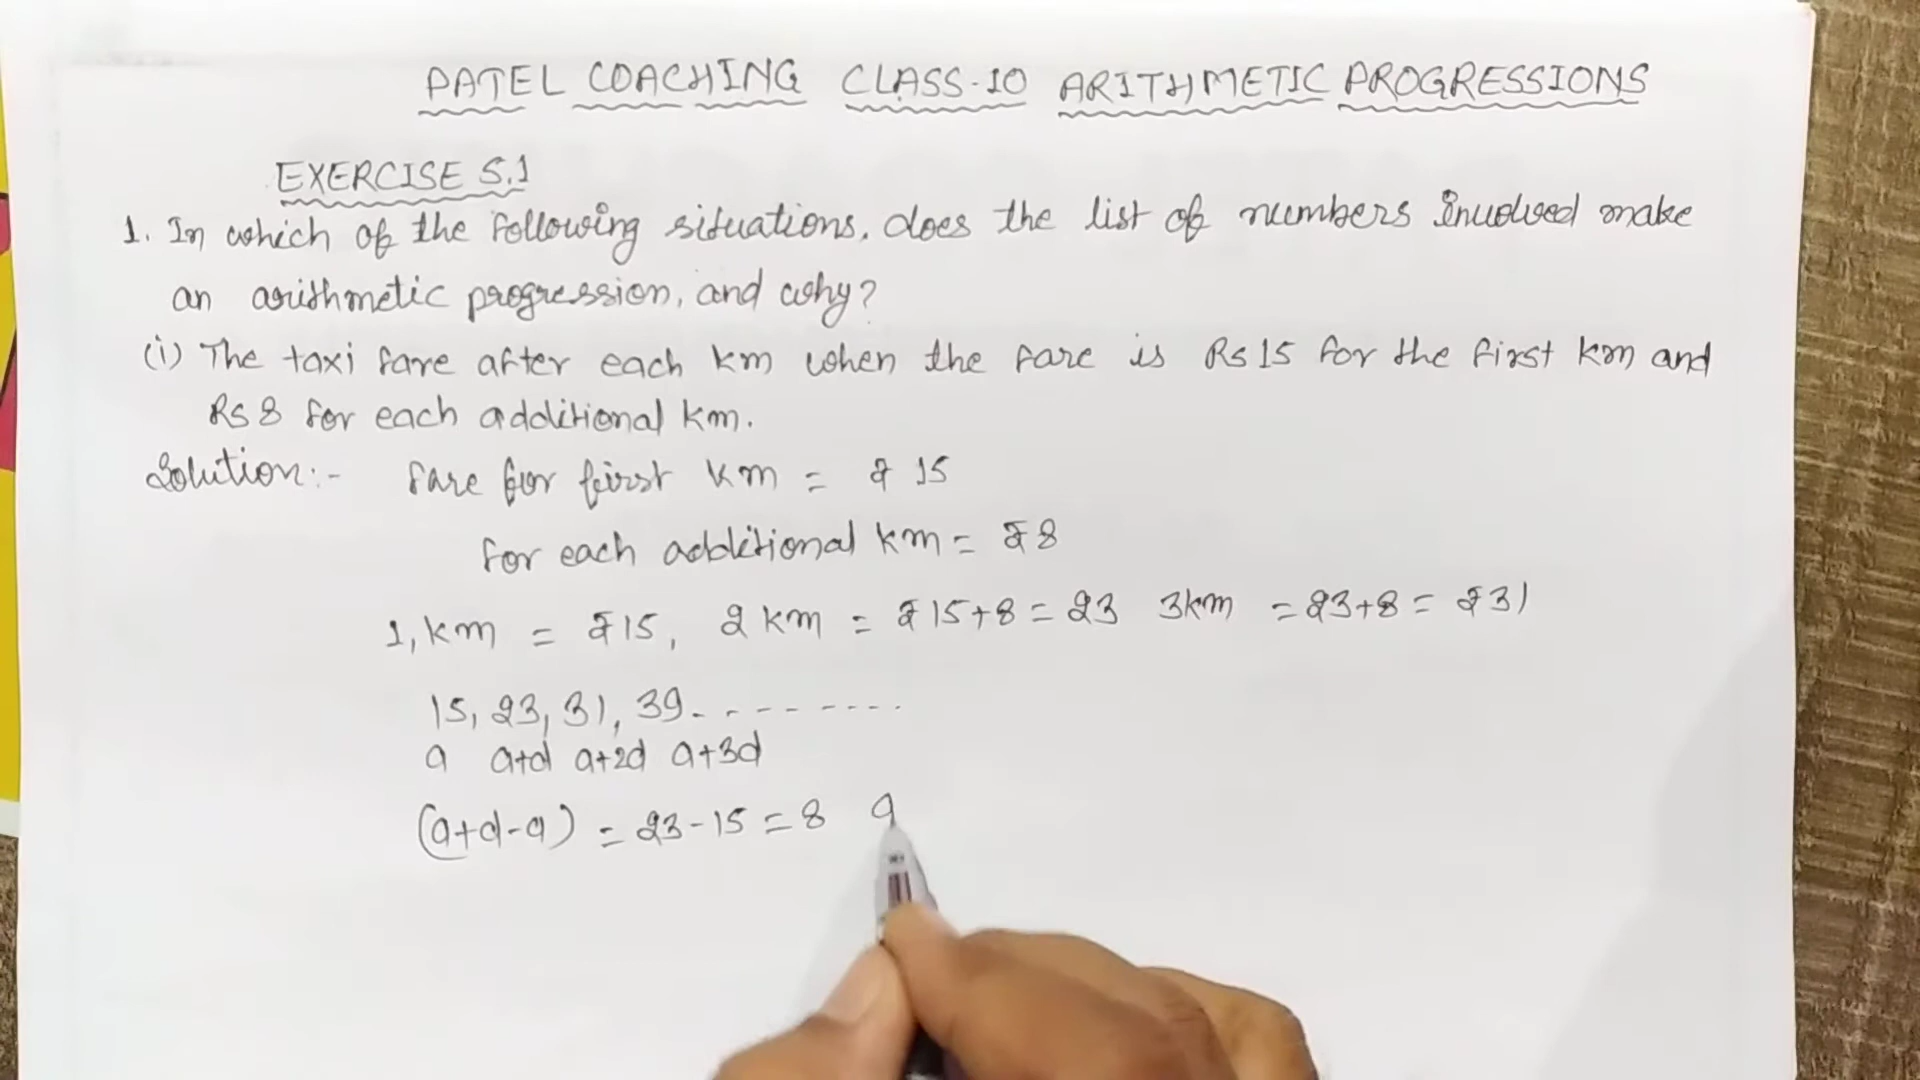 PATEL COACHING CLASS-10 ARITHMETIC PROGRESSIONS
EXERCISE 5.1
1. In which of the following situations, does the list of numbers involved make
an arithmetic progression, and why?
(i) The taxi fare after each km when the fare is Rs 15 for the first km and
Rs 8 for each additional km.
Solution:- fare for first km = ₹ 15
for each additional km = ₹ 8
1, km = ₹ 15, 2 km = ₹ 15+8 = 23 3km = 23+8 = ₹31
15, 23, 31, 39 - - - - - - - - -
a a+d a+2d a+3d
(a+d-a) = 23-15 = 8 a